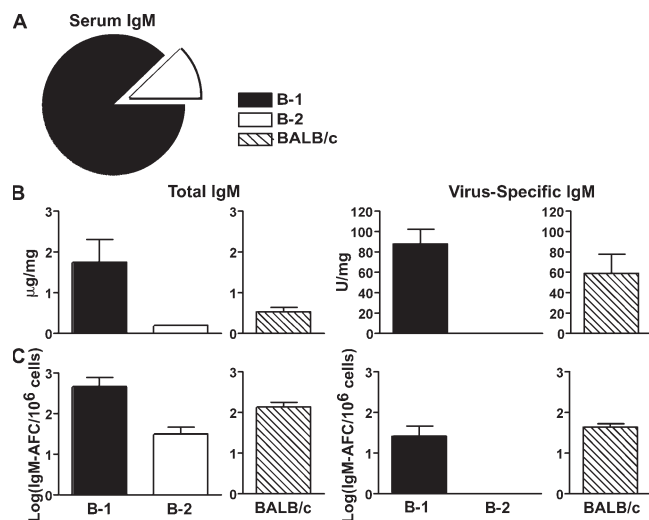 A
Serum IgM
B-1
B-2
BALB/c
B
Total IgM
Virus-Specific IgM
μg/mg
3
2
1
0
3
2
1
0
U/mg
120
100
80
60
40
20
0
120
100
80
60
40
20
0
C
Log(IgM-AFC/10⁶ cells)
3
2
1
0
B-1
B-2
3
2
1
0
BALB/c
Log(IgM-AFC/10⁶ cells)
3
2
1
0
B-1
B-2
3
2
1
0
BALB/c